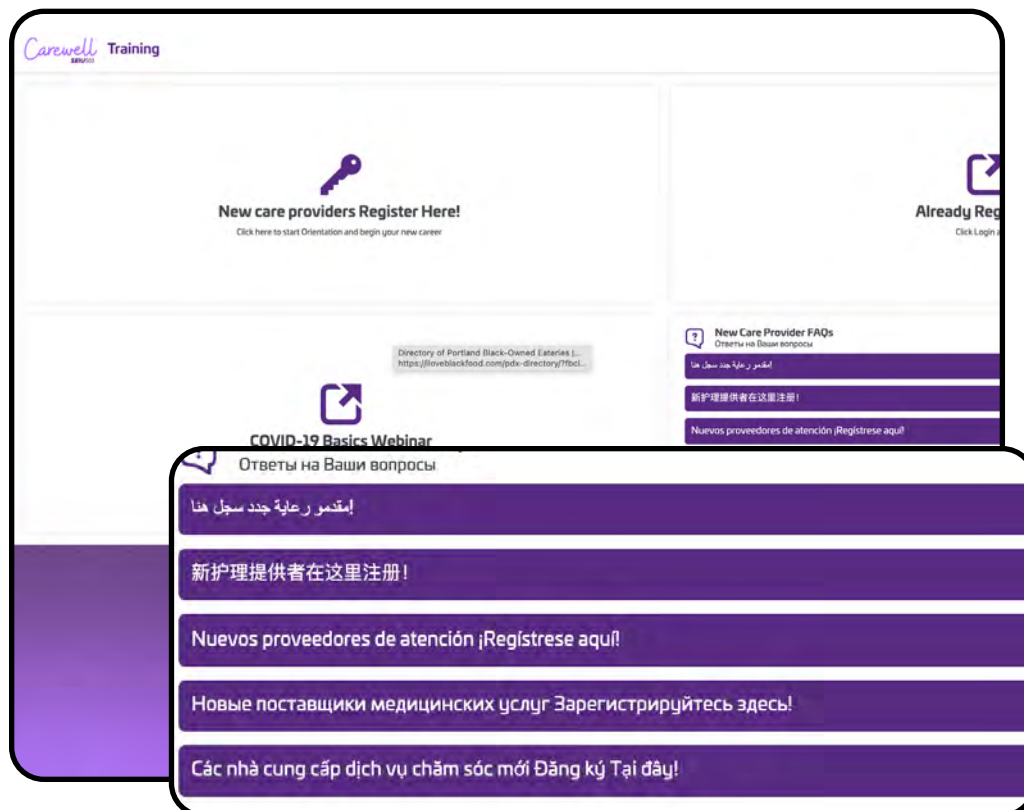 Carewell Training
SEIU503
New care providers Register Here!
Click here to start Orientation and begin your new career
Already Reg
Click Login a
Directory of Portland Black-Owned Eateries |...
https://iloveblackfood.com/pdx-directory/?fbcl...
COVID-19 Basics Webinar
New Care Provider FAQs
Ответы на Ваши вопросы
!مقدمو رعاية جدد سجل هنا
新护理提供者在这里注册!
Nuevos proveedores de atención ¡Regístrese aquí!
Ответы на Ваши вопросы
!مقدمو رعاية جدد سجل هنا
新护理提供者在这里注册!
Nuevos proveedores de atención ¡Regístrese aquí!
Новые поставщики медицинских услуг Зарегистрируйтесь здесь!
Các nhà cung cấp dịch vụ chăm sóc mới Đăng ký Tại đây!